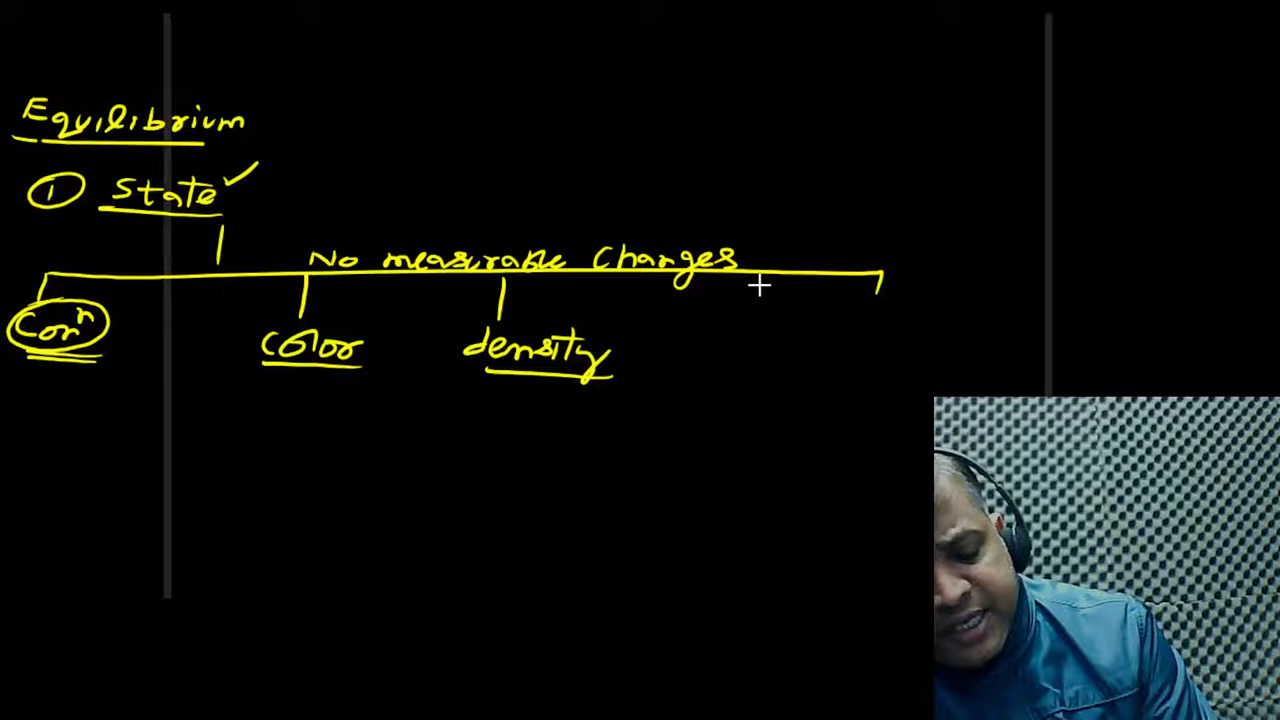 Equilibrium
① State ✓
No measurable Changes
Conⁿ color density